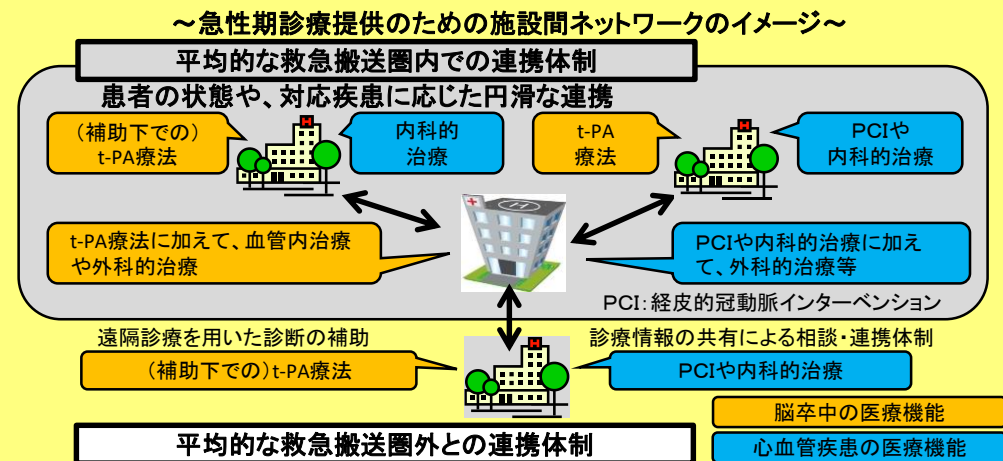 ～急性期診療提供のための施設間ネットワークのイメージ～
平均的な救急搬送圏内での連携体制
患者の状態や、対応疾患に応じた円滑な連携
(補助下での)
t-PA療法
内科的
治療
t-PA
療法
PCIや
内科的治療
t-PA療法に加えて、血管内治療
や外科的治療
PCIや内科的治療に加え
て、外科的治療等
PCI:経皮的冠動脈インターベンション
遠隔診療を用いた診断の補助
診療情報の共有による相談・連携体制
(補助下での)t-PA療法
PCIや内科的治療
脳卒中の医療機能
平均的な救急搬送圏外との連携体制
心血管疾患の医療機能
H
H
H
H